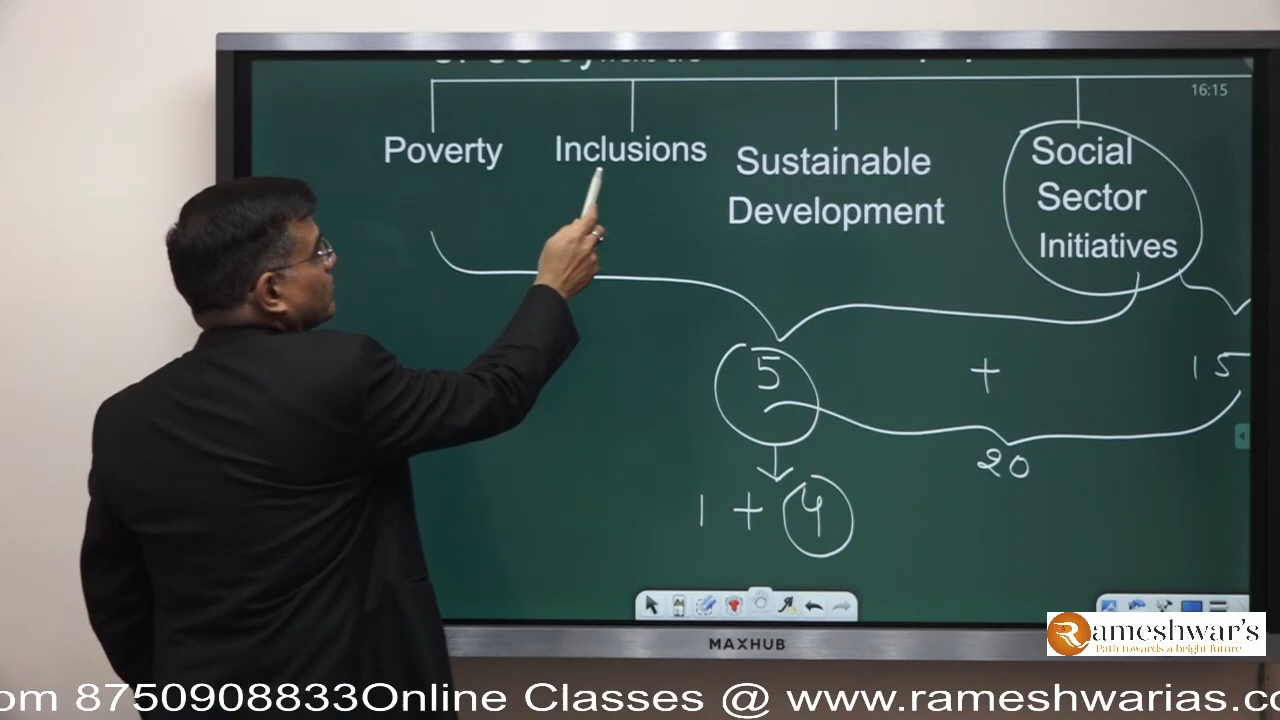 16:15
Poverty
Inclusions
Sustainable
Development
Social
Sector
Initiatives
5 + 15
20
1 + 4
MAXHUB
Rameshwar's
Path towards a bright future
om 8750908833Online Classes @ www.rameshwarias.co